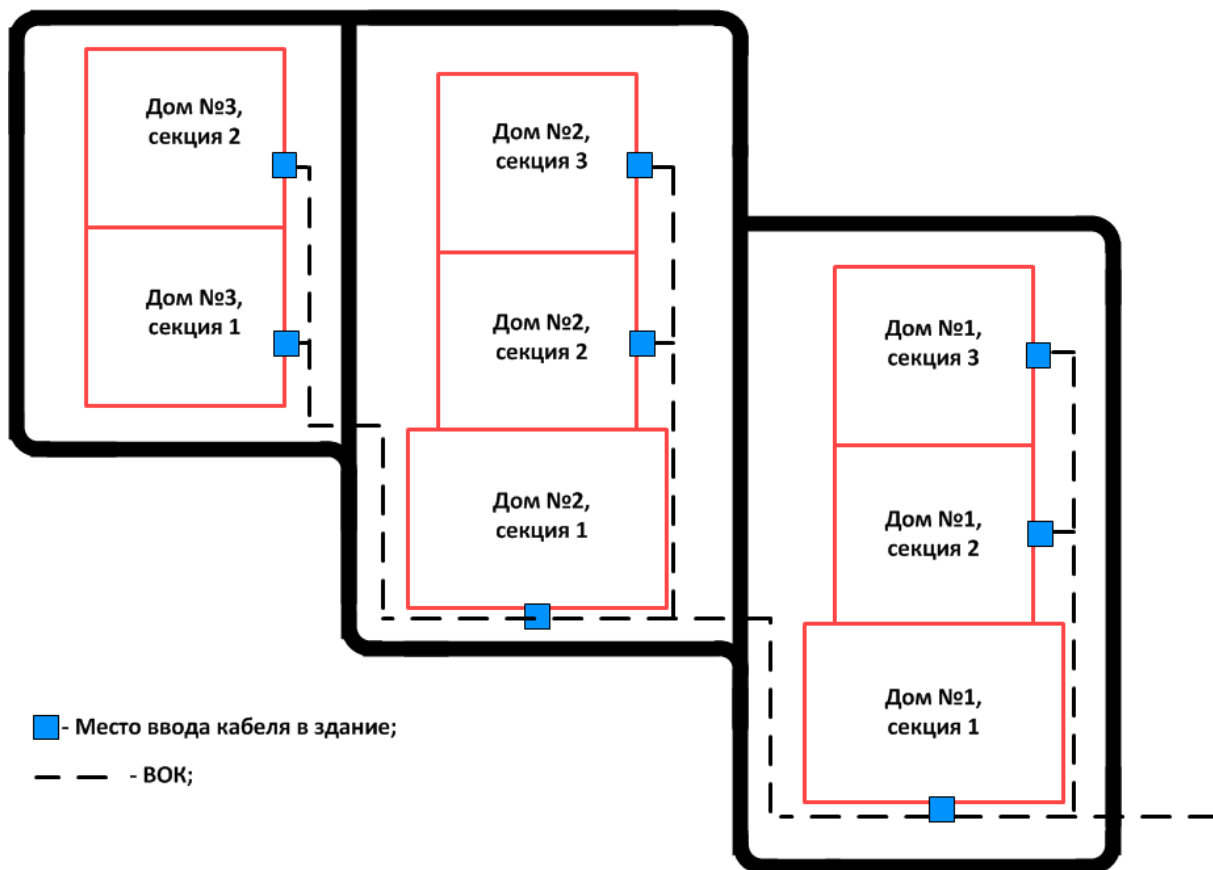 Дом №3,
секция 2
Дом №3,
секция 1
Дом №2,
секция 3
Дом №2,
секция 2
Дом №2,
секция 1
Дом №1,
секция 3
Дом №1,
секция 2
Дом №1,
секция 1
- Место ввода кабеля в здание;
- ВОК;